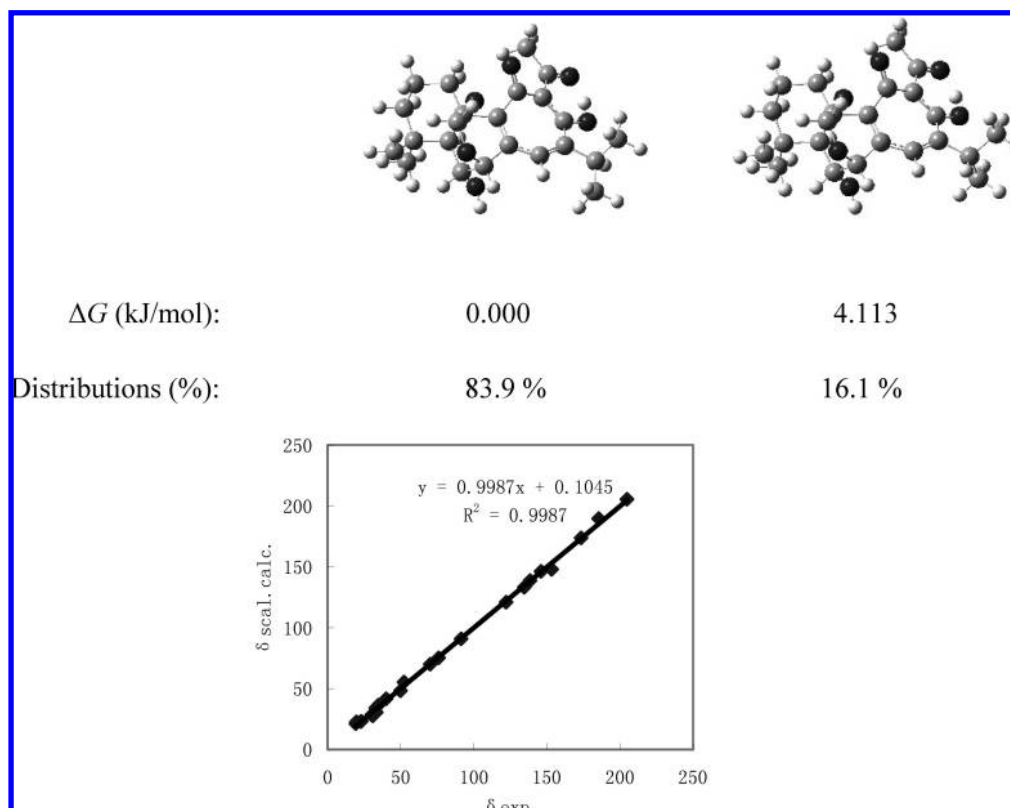 ΔG (kJ/mol): 0.000 4.113
Distributions (%): 83.9 % 16.1 %
250
y = 0.9987x + 0.1045
R² = 0.9987
200
150
100
50
0
δ scal. calc.
0 50 100 150 200 250
δ exp